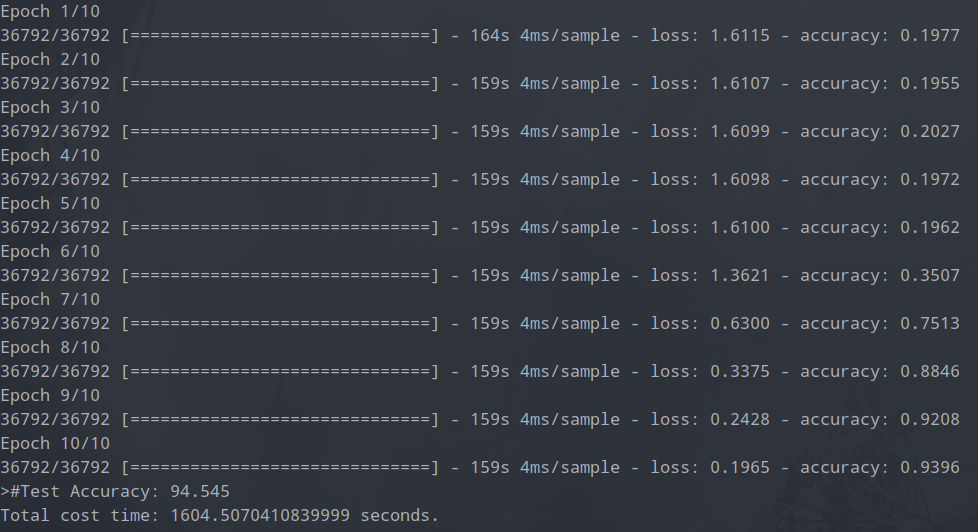 Epoch 1/10
36792/36792 [==============================] - 164s 4ms/sample - loss: 1.6115 - accuracy: 0.1977
Epoch 2/10
36792/36792 [==============================] - 159s 4ms/sample - loss: 1.6107 - accuracy: 0.1955
Epoch 3/10
36792/36792 [==============================] - 159s 4ms/sample - loss: 1.6099 - accuracy: 0.2027
Epoch 4/10
36792/36792 [==============================] - 159s 4ms/sample - loss: 1.6098 - accuracy: 0.1972
Epoch 5/10
36792/36792 [==============================] - 159s 4ms/sample - loss: 1.6100 - accuracy: 0.1962
Epoch 6/10
36792/36792 [==============================] - 159s 4ms/sample - loss: 1.3621 - accuracy: 0.3507
Epoch 7/10
36792/36792 [==============================] - 159s 4ms/sample - loss: 0.6300 - accuracy: 0.7513
Epoch 8/10
36792/36792 [==============================] - 159s 4ms/sample - loss: 0.3375 - accuracy: 0.8846
Epoch 9/10
36792/36792 [==============================] - 159s 4ms/sample - loss: 0.2428 - accuracy: 0.9208
Epoch 10/10
36792/36792 [==============================] - 159s 4ms/sample - loss: 0.1965 - accuracy: 0.9396
>#Test Accuracy: 94.545
Total cost time: 1604.5070410839999 seconds.